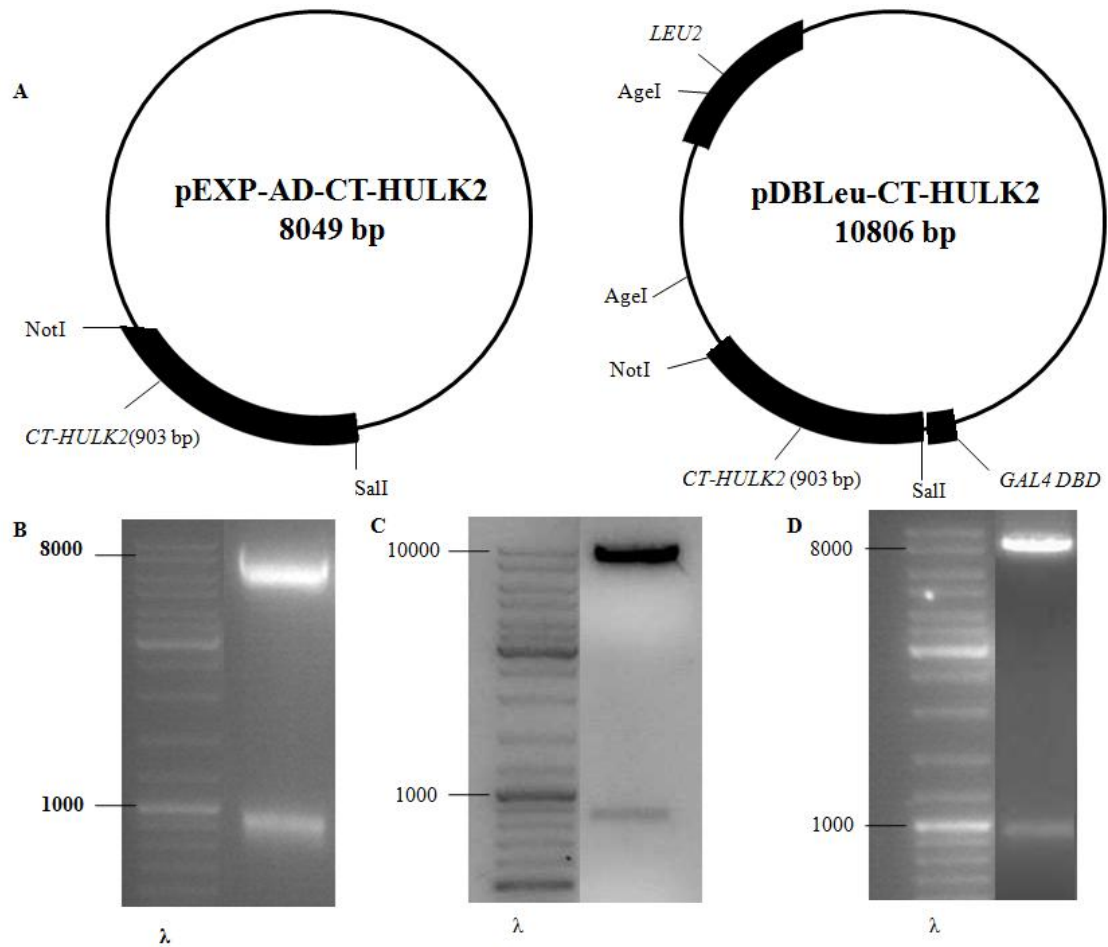 A
pEXP-AD-CT-HULK2
8049 bp
NotI
CT-HULK2(903 bp)
SalI
LEU2
AgeI
pDBLeu-CT-HULK2
10806 bp
AgeI
NotI
CT-HULK2 (903 bp)
SalI
GAL4 DBD
B
8000
1000
λ
C
10000
1000
λ
D
8000
1000
λ